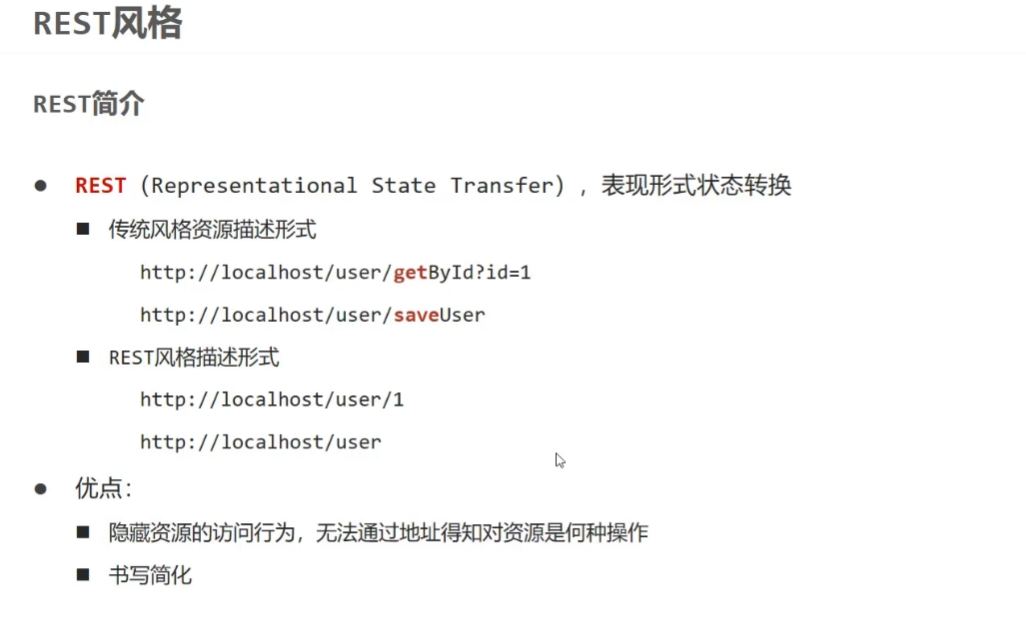 REST风格
REST简介
● REST（Representational State Transfer），表现形式状态转换
■ 传统风格资源描述形式
http://localhost/user/getById?id=1
http://localhost/user/saveUser
■ REST风格描述形式
http://localhost/user/1
http://localhost/user
● 优点：
■ 隐藏资源的访问行为，无法通过地址得知对资源是何种操作
■ 书写简化